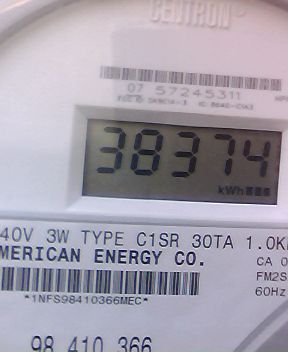 CENTRON®
07 57245311
38374
kWh
40V 3W TYPE C1SR 30TA 1.0K
MERICAN ENERGY CO.
CA 0
FM2S
*1NFS98410366MEC*
60Hz
98 410 366